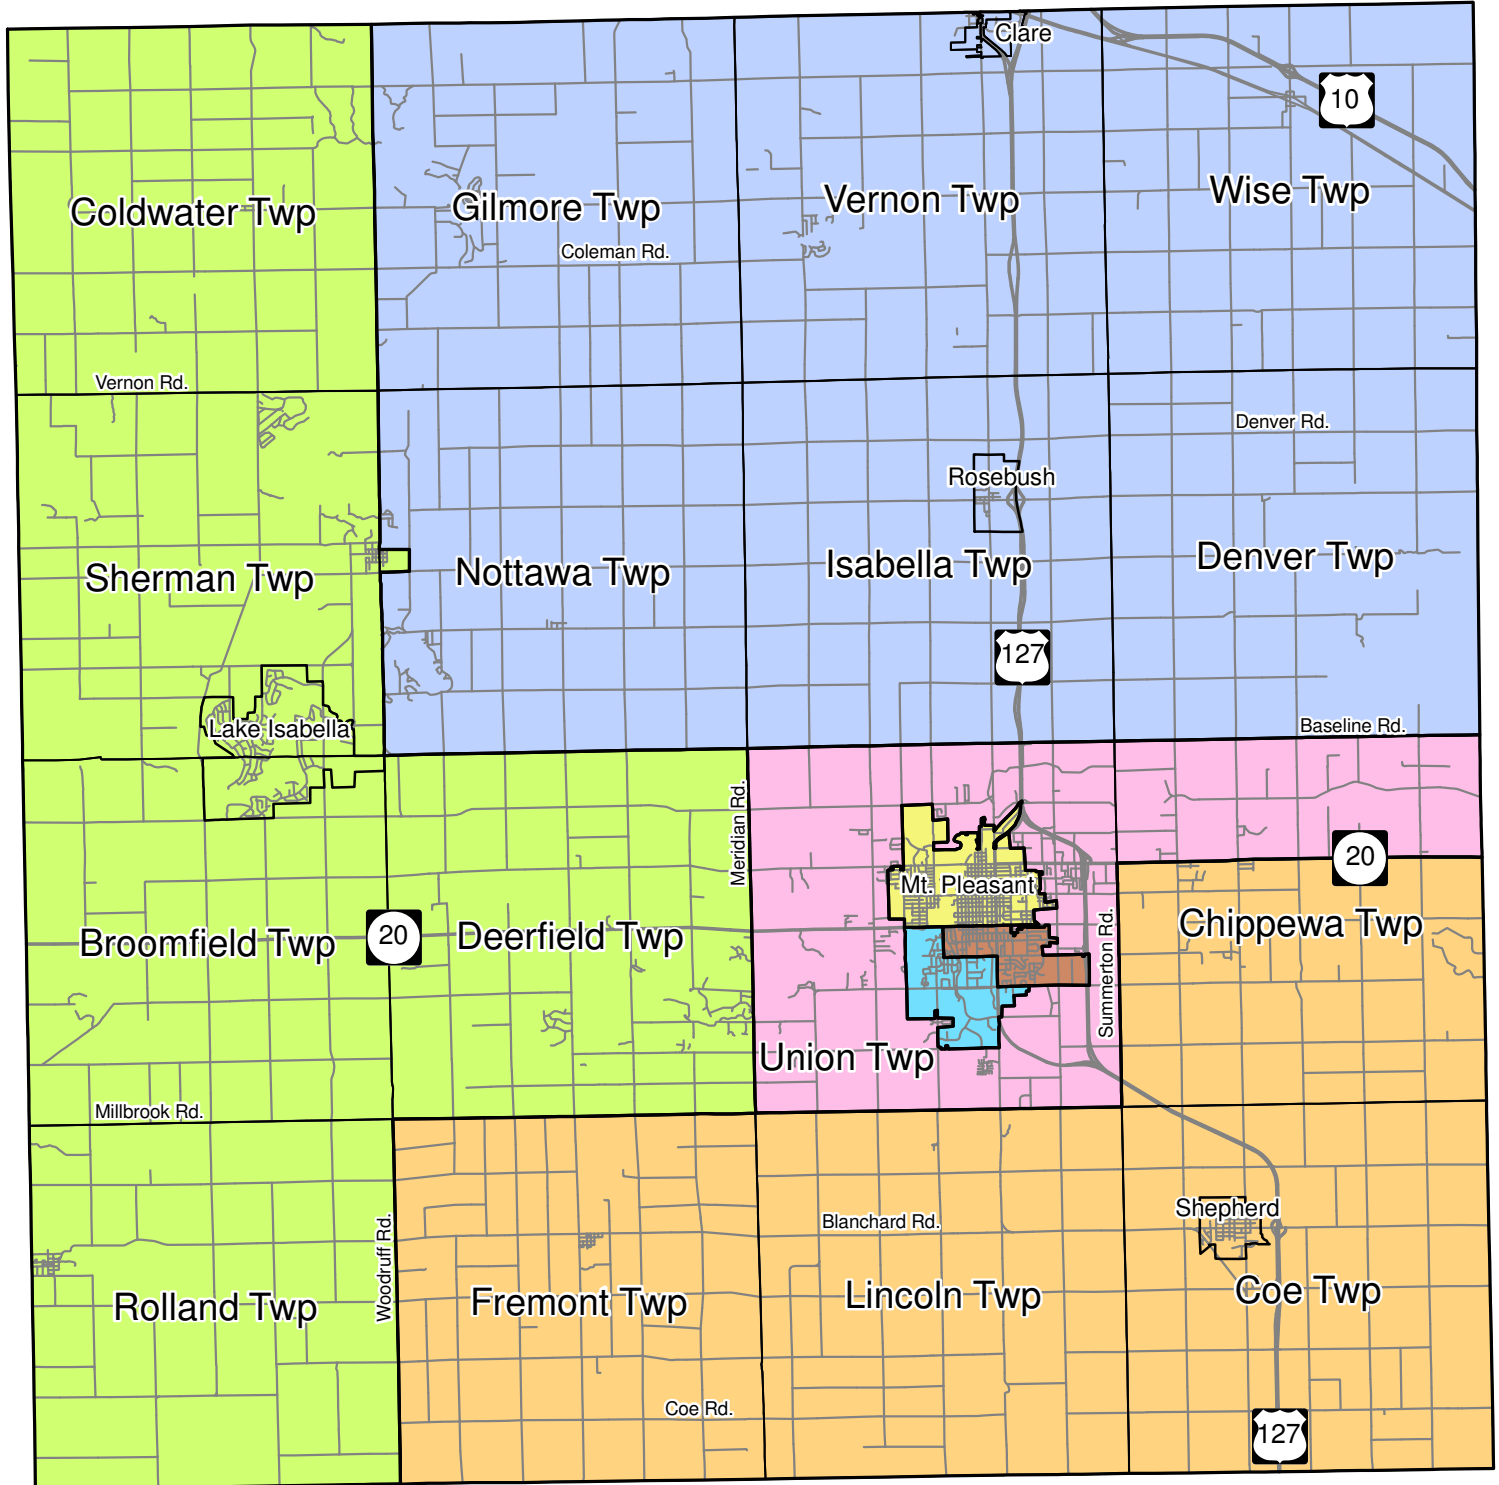 Clare
10
Coldwater Twp
Gilmore Twp
Vernon Twp
Wise Twp
Coleman Rd.
Vernon Rd.
Denver Rd.
Rosebush
Sherman Twp
Nottawa Twp
Isabella Twp
Denver Twp
127
Lake Isabella
Baseline Rd.
Meridian Rd.
20
Mt. Pleasant
Broomfield Twp
20
Deerfield Twp
Chippewa Twp
Summerton Rd.
Union Twp
Millbrook Rd.
Woodruff Rd.
Blanchard Rd.
Shepherd
Rolland Twp
Fremont Twp
Lincoln Twp
Coe Twp
Coe Rd.
127